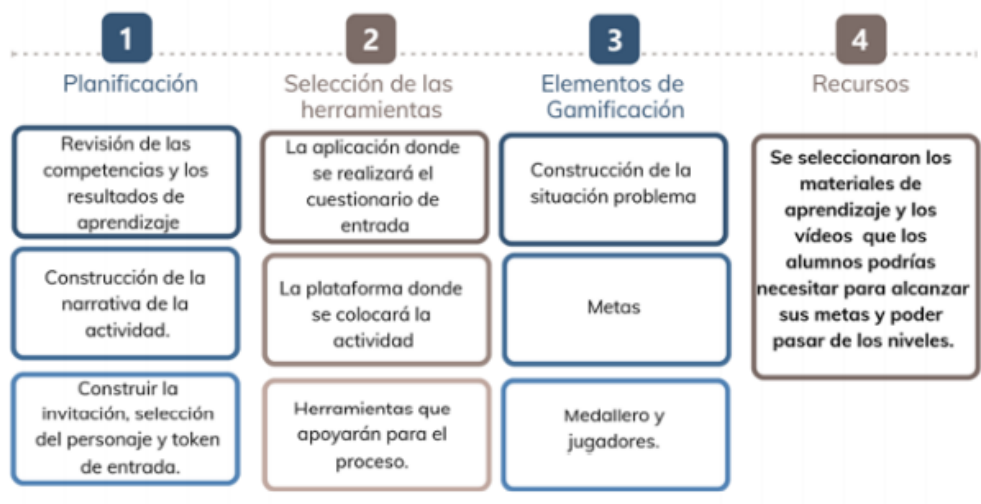 1
Planificación
Revisión de las
competencias y los
resultados de
aprendizaje
Construcción de la
narrativa de la
actividad.
Construir la
invitación, selección
del personaje y token
de entrada.
2
Selección de las
herramientas
La aplicación donde
se realizará el
cuestionario de
entrada
La plataforma donde
se colocará la
actividad
Herramientas que
apoyarán para el
proceso.
3
Elementos de
Gamificación
Construcción de la
situación problema
Metas
Medallero y
jugadores.
4
Recursos
Se seleccionaron los
materiales de
aprendizaje y los
vídeos que los
alumnos podrías
necesitar para alcanzar
sus metas y poder
pasar de los niveles.